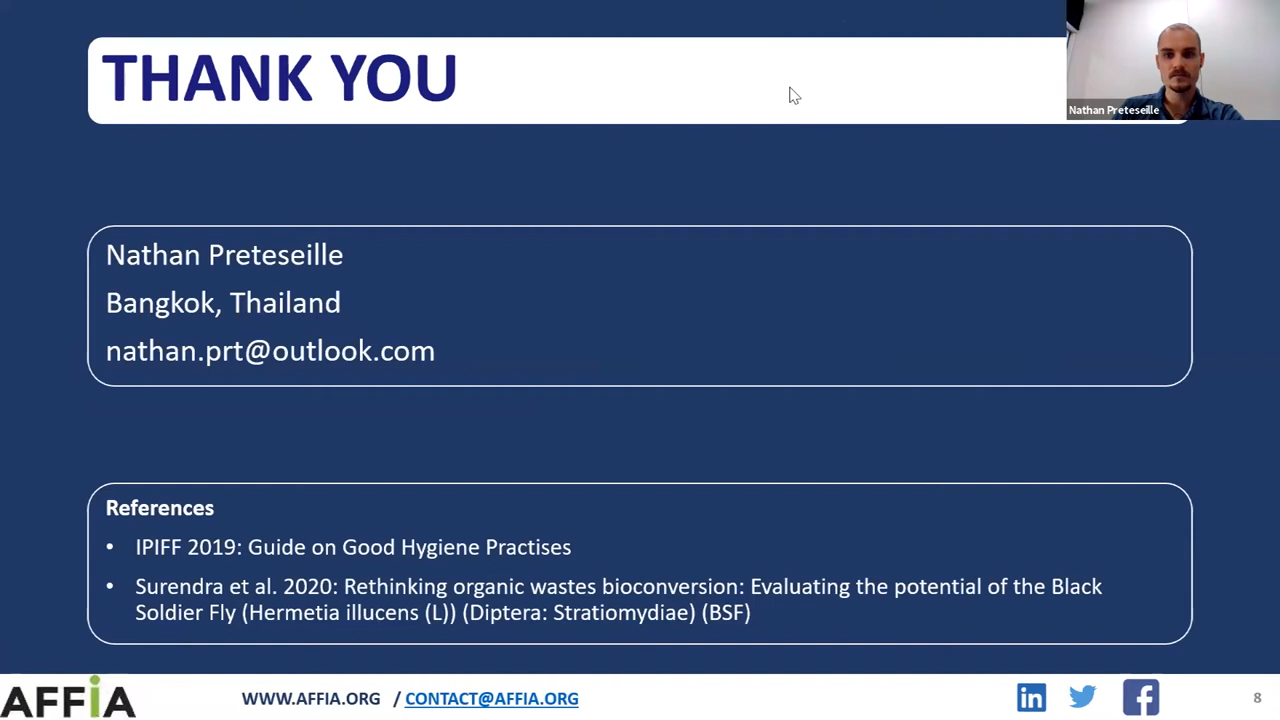 THANK YOU
Nathan Preteseille
Nathan Preteseille
Bangkok, Thailand
nathan.prt@outlook.com
References
• IPIFF 2019: Guide on Good Hygiene Practises
• Surendra et al. 2020: Rethinking organic wastes bioconversion: Evaluating the potential of the Black
Soldier Fly (Hermetia illucens (L)) (Diptera: Stratiomydiae) (BSF)
AFFiA WWW.AFFIA.ORG / CONTACT@AFFIA.ORG in f 8